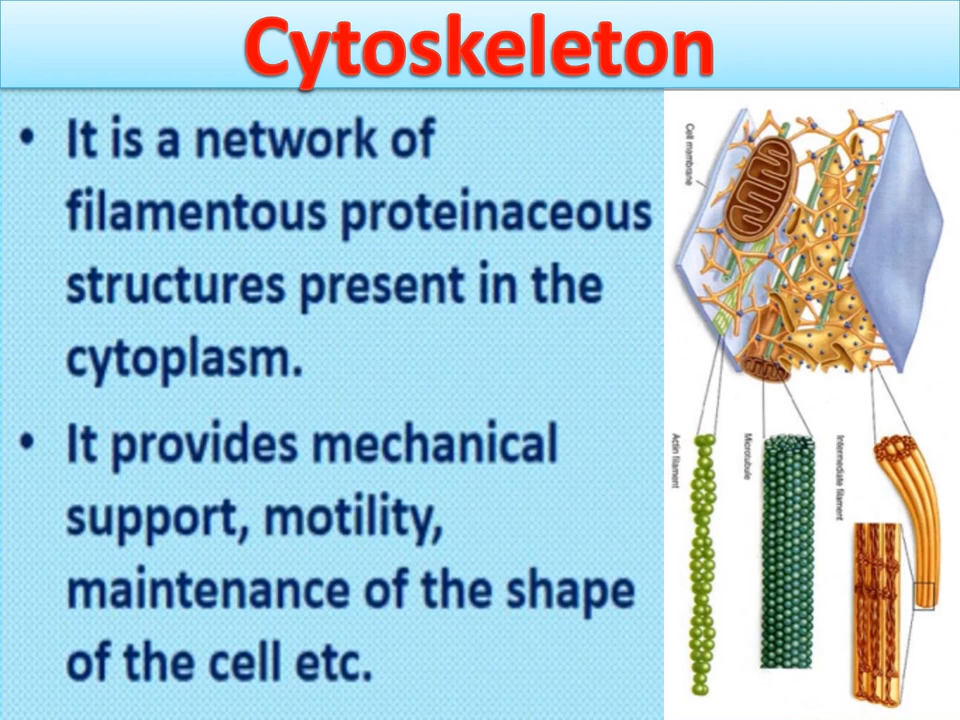 Cytoskeleton
• It is a network of
filamentous proteinaceous
structures present in the
cytoplasm.
• It provides mechanical
support, motility,
maintenance of the shape
of the cell etc.
Cell membrane
Actin filament
Microtubule
Intermediate filament